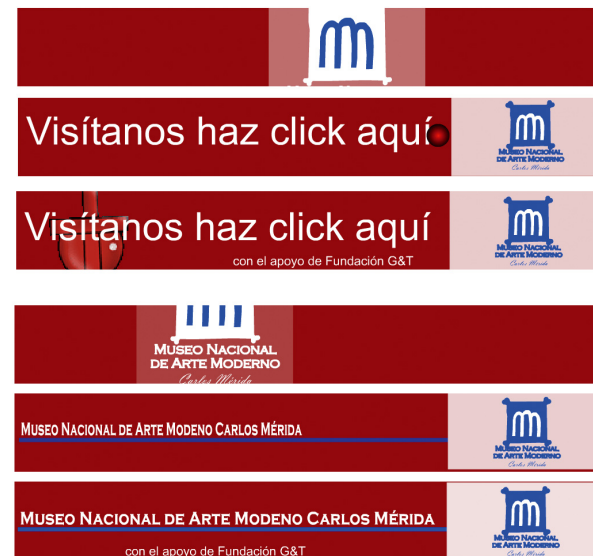 Visítanos haz click aquí
MUSEO NACIONAL
DE ARTE MODERNO
Carlos Mérida
Visítanos haz click aquí
con el apoyo de Fundación G&T
MUSEO NACIONAL
DE ARTE MODERNO
Carlos Mérida
MUSEO NACIONAL
DE ARTE MODERNO
Carlos Mérida
MUSEO NACIONAL DE ARTE MODENO CARLOS MÉRIDA
MUSEO NACIONAL
DE ARTE MODERNO
Carlos Mérida
MUSEO NACIONAL DE ARTE MODENO CARLOS MÉRIDA
con el apoyo de Fundación G&T
MUSEO NACIONAL
DE ARTE MODERNO
Carlos Mérida